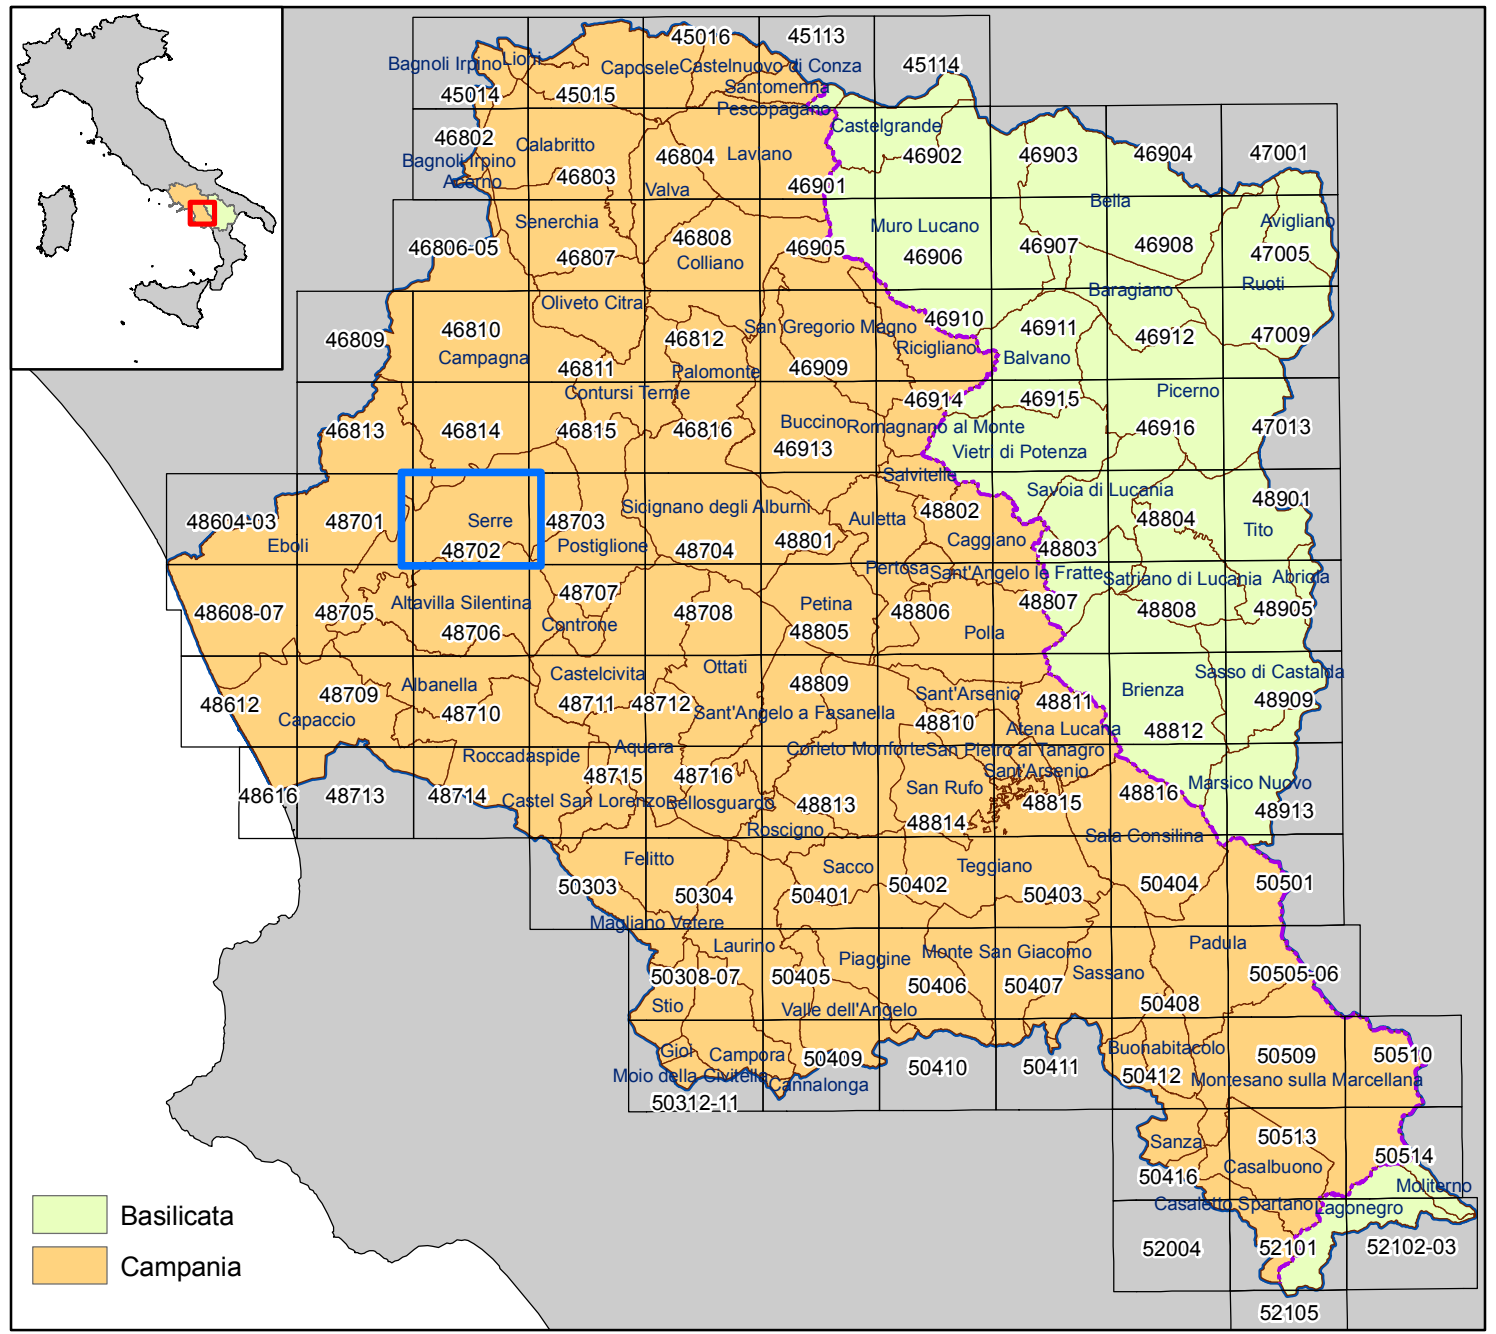 45016
45113
45114
Bagnoli Irpino
Lioni
Caposele
Castelnuovo di Conza
Santomenna
45014
45015
Pescopagano
Castelgrande
46802
Calabritto
46804
Laviano
46902
46903
46904
47001
Bagnoli Irpino
Acerno
46803
Valva
46901
Bella
Senerchia
Muro Lucano
Avigliano
46806-05
46807
46808
Colliano
46905
46906
46907
46908
47005
Ruoti
Baragiano
Oliveto Citra
46809
46810
Campagna
46812
San Gregorio Magno
46910
Ricigliano
46911
Balvano
46912
47009
46811
Palomonte
46909
Contursi Terme
46914
46915
Picerno
46813
46814
46815
46816
Buccino
Romagnano al Monte
46916
47013
46913
Vietri di Potenza
Salvitelle
Savoia di Lucania
48901
48604-03
48701
Serre
48703
Sicignano degli Alburni
Auletta
48802
48804
Tito
Eboli
48702
Postiglione
48704
48801
Caggiano
48803
Pertosa
Sant'Angelo le Fratte
Satriano di Lucania
Abriola
48608-07
48705
Altavilla Silentina
48707
48708
Petina
48806
48807
48808
48905
48706
Controne
48805
Polla
Castelcivita
Ottati
Sasso di Castalda
48612
48709
Albanella
48711
48712
48809
Sant'Arsenio
48811
Brienza
48909
Capaccio
48710
Sant'Angelo a Fasanella
48810
Atena Lucana
48812
Roccadaspide
Aquara
Corleto Monforte
San Pietro al Tanagro
Sant'Arsenio
48616
48713
48714
48715
48716
San Rufo
48815
48816
Marsico Nuovo
Castel San Lorenzo
Bellosguardo
48813
48814
48913
Roscigno
Sala Consilina
Felitto
Sacco
Teggiano
50303
50304
50401
50402
50403
50404
50501
Magliano Vetere
Laurino
Piaggine
Monte San Giacomo
Padula
50308-07
50405
50406
50407
Sassano
50505-06
Stio
Valle dell'Angelo
50408
Gioi
Campora
50409
50410
50411
Buonabitacolo
50509
50510
Moio della Civitella
Cannalonga
50412
Montesano sulla Marcellana
50312-11
Sanza
50513
50514
50416
Casalbuono
Moliterno
Casaletto Spartano
Lagonegro
52004
52101
52102-03
52105
Basilicata
Campania